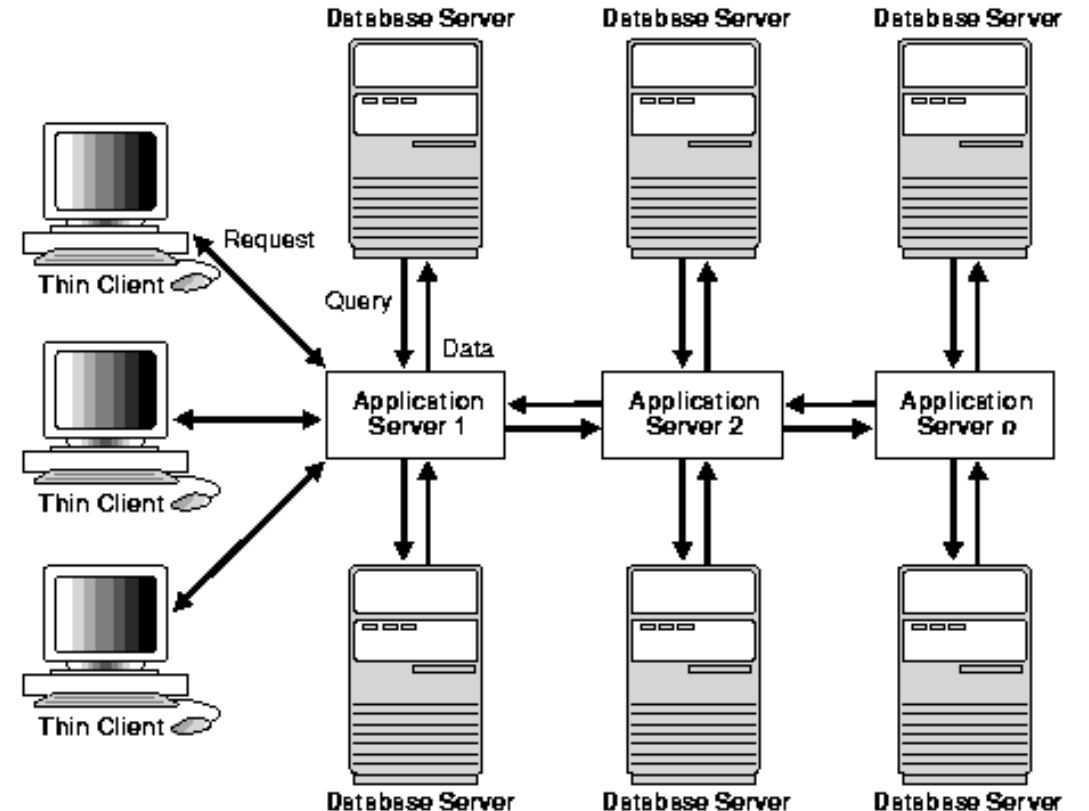 Database Server
Database Server
Database Server
Request
Thin Client
Query
Data
Thin Client
Application
Server 1
Application
Server 2
Application
Server n
Thin Client
Database Server
Database Server
Database Server